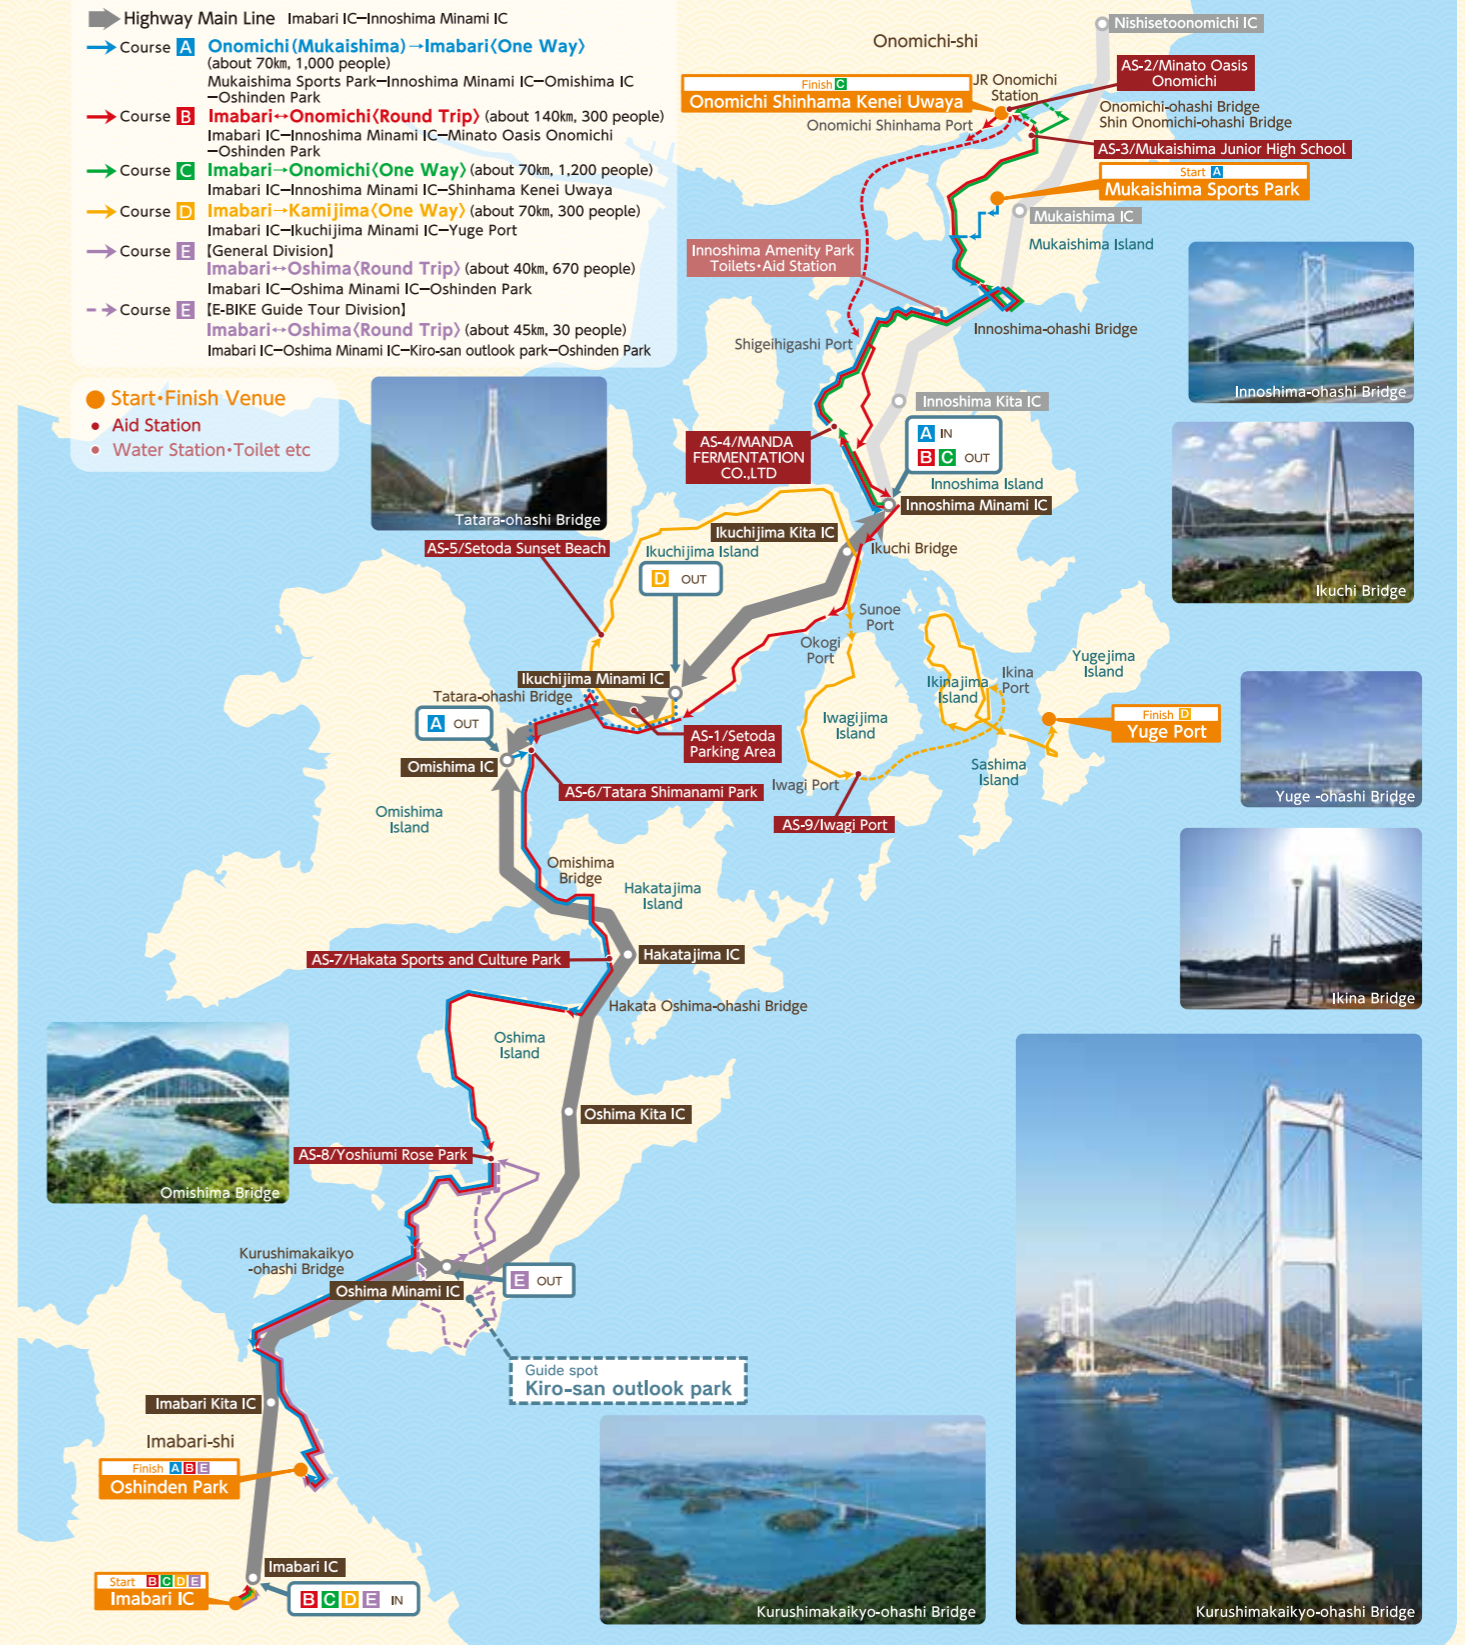 Highway Main Line Imabari IC—Innoshima Minami IC
Course A Onomichi(Mukaishima)→Imabari〈One Way〉
(about 70㎞, 1,000 people)
Mukaishima Sports Park—Innoshima Minami IC—Omishima IC
—Oshinden Park
Course B Imabari↔Onomichi〈Round Trip〉 (about 140㎞, 300 people)
Imabari IC—Innoshima Minami IC—Minato Oasis Onomichi
—Oshinden Park
Course C Imabari→Onomichi〈One Way〉 (about 70㎞, 1,200 people)
Imabari IC—Innoshima Minami IC—Shinhama Kenei Uwaya
Course D Imabari→Kamijima〈One Way〉 (about 70㎞, 300 people)
Imabari IC—Ikuchijima Minami IC—Yuge Port
Course E 【General Division】
Imabari↔Oshima〈Round Trip〉 (about 40㎞, 670 people)
Imabari IC—Oshima Minami IC—Oshinden Park
Course E 【E-BIKE Guide Tour Division】
Imabari↔Oshima〈Round Trip〉 (about 45㎞, 30 people)
Imabari IC—Oshima Minami IC—Kiro-san outlook park—Oshinden Park
Start・Finish Venue
Aid Station
Water Station・Toilet etc
Nishisetoonomichi IC
Onomichi-shi
AS-2/Minato Oasis
Onomichi
Finish C
Onomichi Shinhama Kenei Uwaya
JR Onomichi
Station
Onomichi Shinhama Port
Onomichi-ohashi Bridge
Shin Onomichi-ohashi Bridge
AS-3/Mukaishima Junior High School
Start A
Mukaishima Sports Park
Mukaishima IC
Mukaishima Island
Innoshima Amenity Park
Toilets・Aid Station
Innoshima-ohashi Bridge
Shigeihigashi Port
Innoshima-ohashi Bridge
Innoshima Kita IC
A IN
B C OUT
AS-4/MANDA
FERMENTATION
CO.,LTD
Innoshima Island
Innoshima Minami IC
Tatara-ohashi Bridge
Ikuchijima Kita IC
Ikuchi Bridge
AS-5/Setoda Sunset Beach
Ikuchijima Island
D OUT
Ikuchi Bridge
Sunoe
Port
Okogi
Port
Ikuchijima Minami IC
Tatara-ohashi Bridge
A OUT
Omishima IC
AS-1/Setoda
Parking Area
AS-6/Tatara Shimanami Park
Iwagijima
Island
Iwagi Port
AS-9/Iwagi Port
Ikinajima
Island
Ikina
Port
Yugejima
Island
Finish D
Yuge Port
Sashima
Island
Yuge -ohashi Bridge
Omishima
Island
Omishima
Bridge
Hakatajima
Island
AS-7/Hakata Sports and Culture Park
Hakatajima IC
Hakata Oshima-ohashi Bridge
Ikina Bridge
Oshima
Island
Oshima Kita IC
AS-8/Yoshiumi Rose Park
Omishima Bridge
Kurushimakaikyo
-ohashi Bridge
Oshima Minami IC
E OUT
Guide spot
Kiro-san outlook park
Imabari Kita IC
Imabari-shi
Finish A B E
Oshinden Park
Imabari IC
Start B C D E
Imabari IC
B C D E IN
Kurushimakaikyo-ohashi Bridge
Kurushimakaikyo-ohashi Bridge